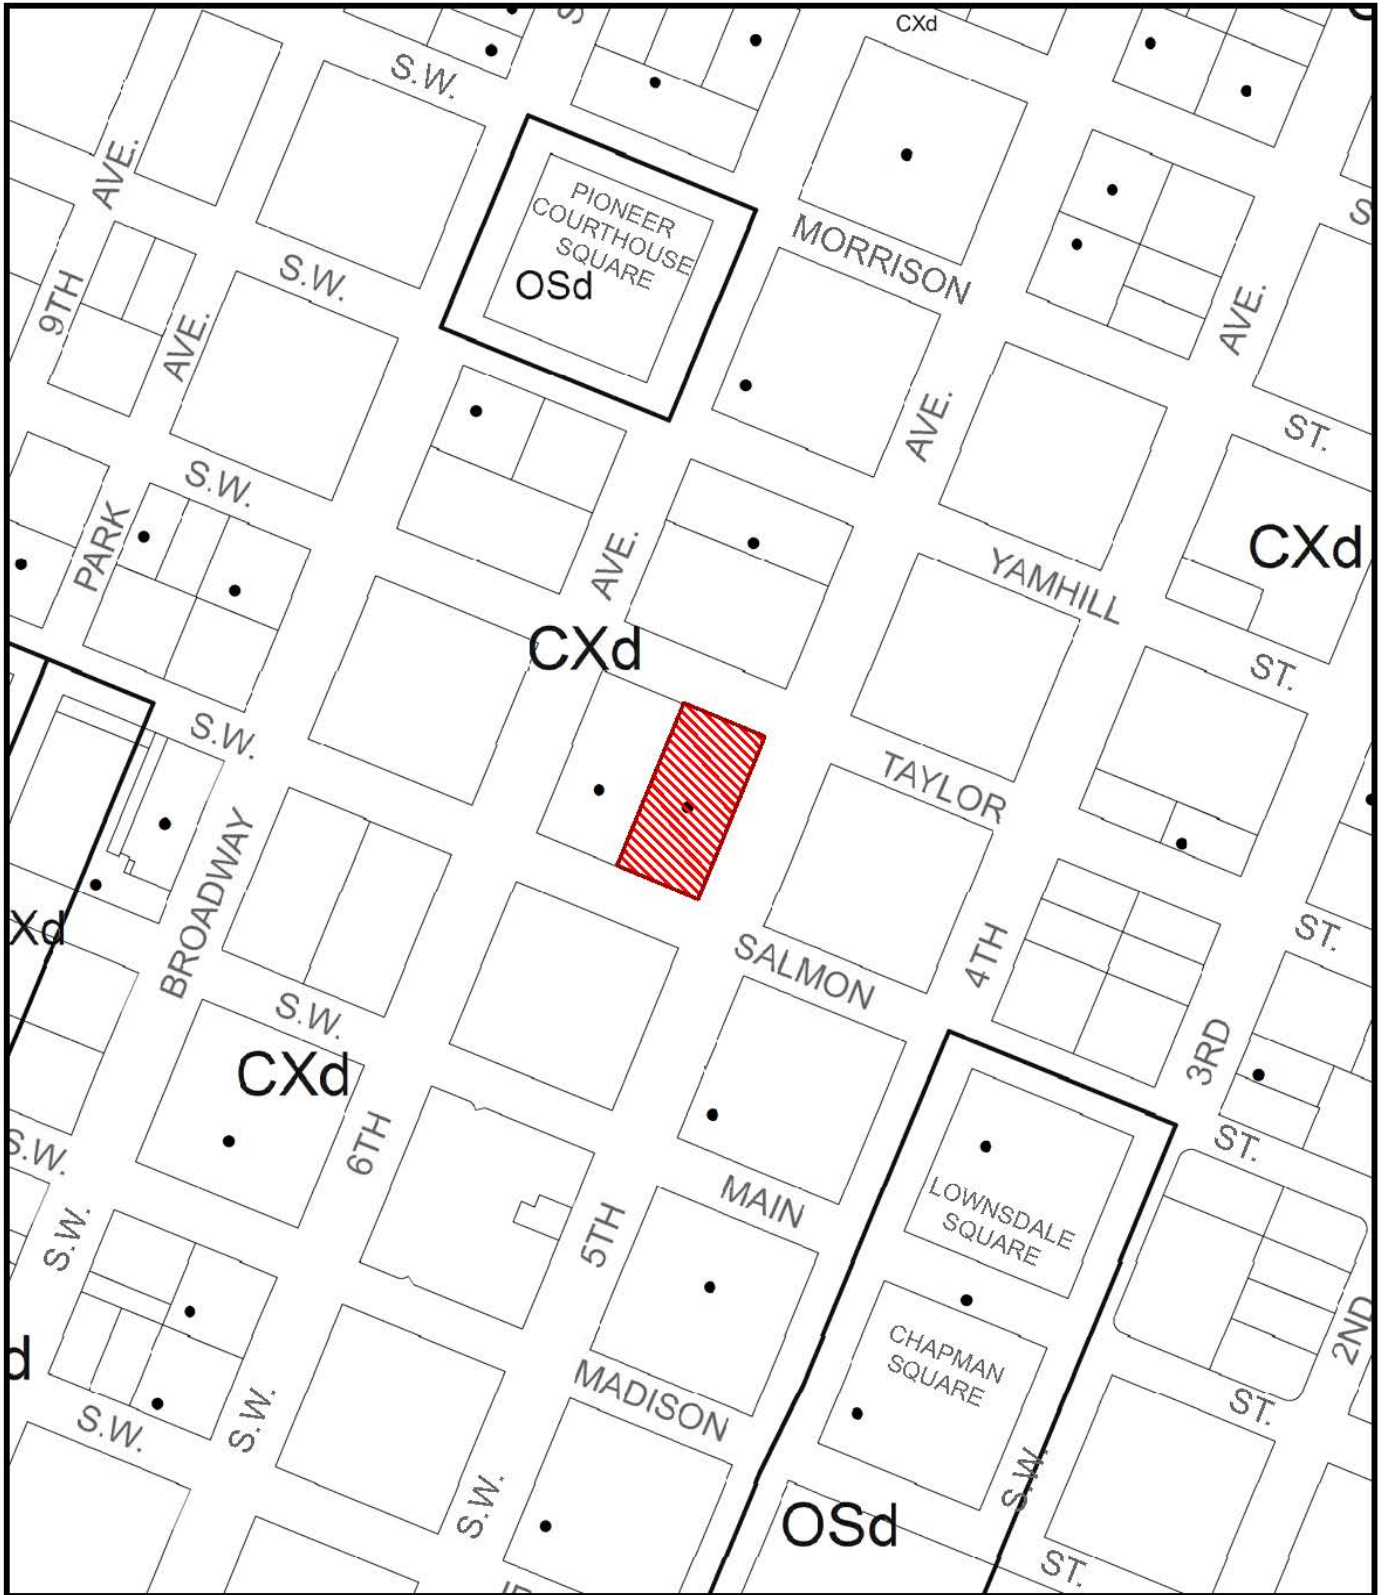 CXd
S.W.
AVE.
PIONEER
COURTHOUSE
SQUARE
OSd
MORRISON
S.W.
9TH
AVE.
AVE.
AVE.
ST.
S.W.
PARK
AVE.
CXd
YAMHILL
CXd
ST.
S.W.
TAYLOR
BROADWAY
Xd
SALMON
4TH
ST.
S.W.
CXd
3RD
6TH
S.W.
ST.
MAIN
LOWNSDALE
SQUARE
S.W.
5TH
2ND
CHAPMAN
SQUARE
d
MADISON
S.W.
S.W.
ST.
S.W.
S.W.
OSd
ST.